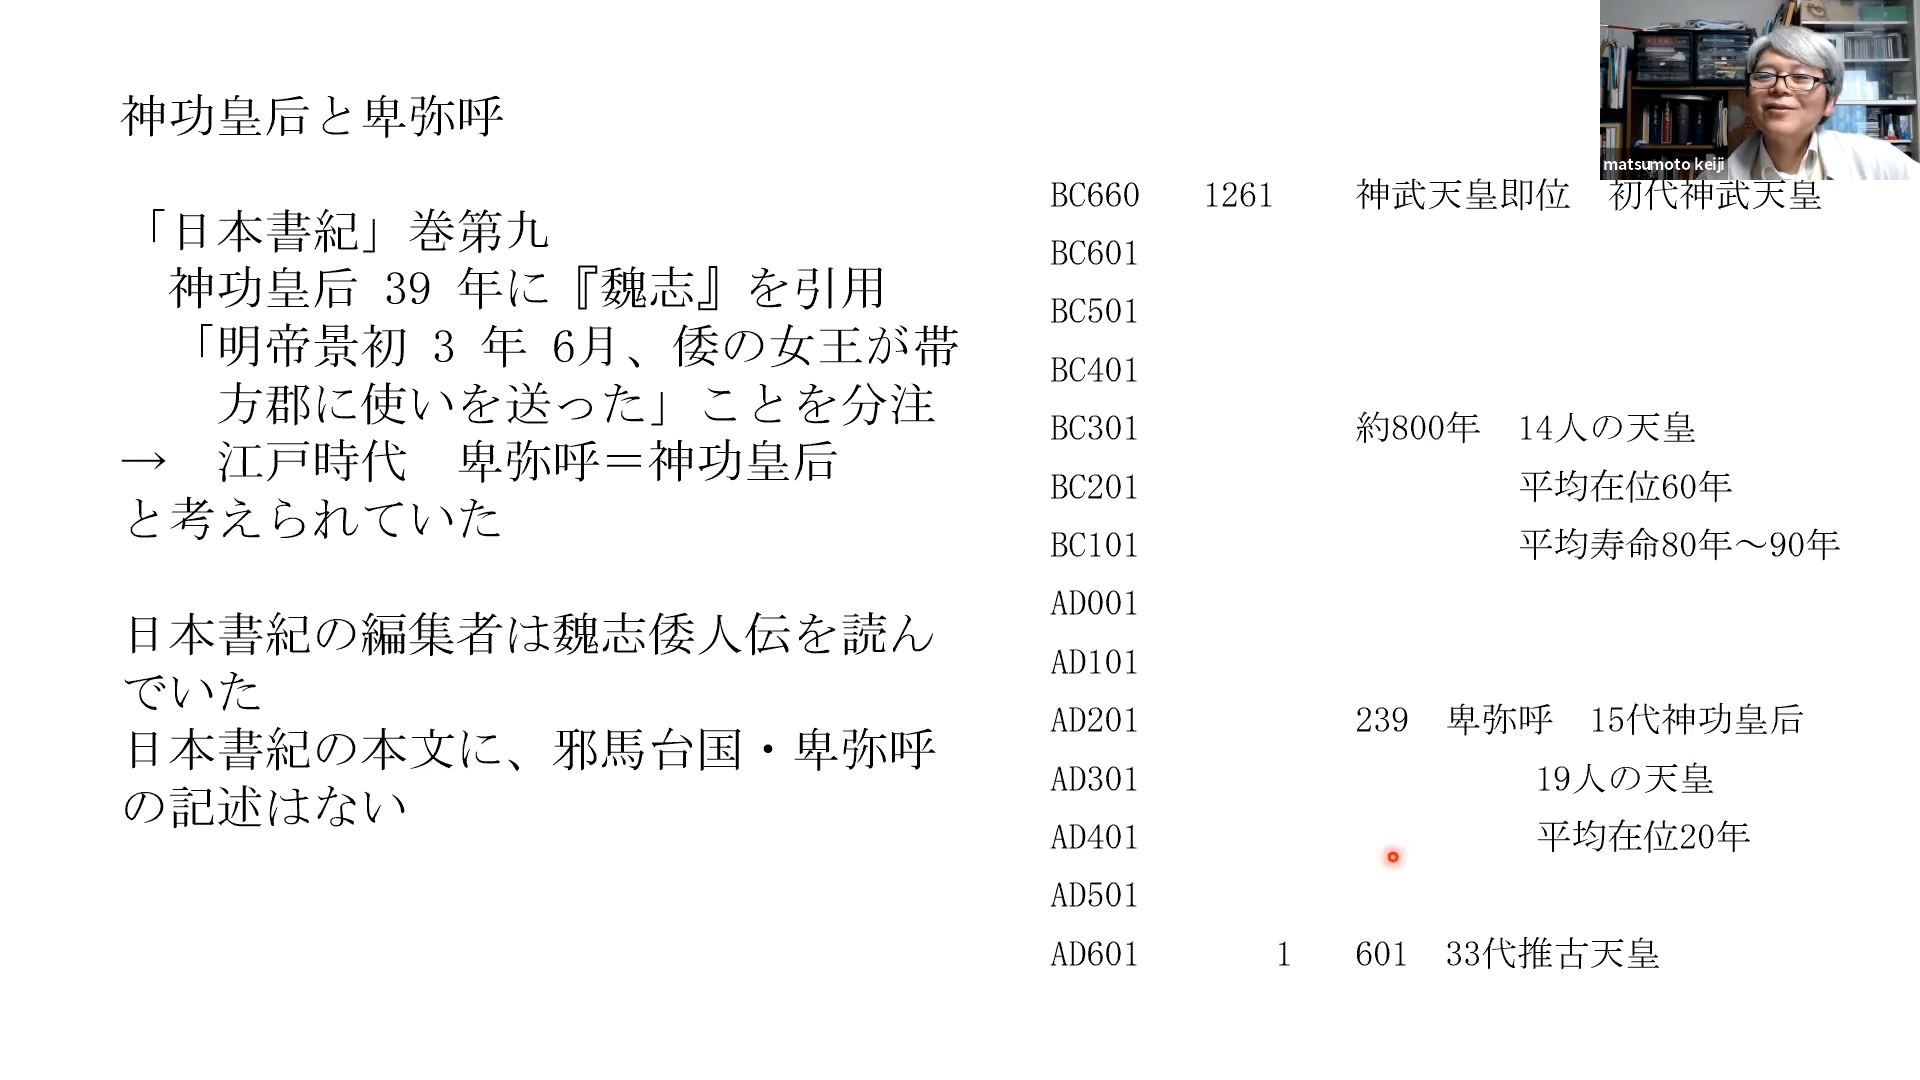 神功皇后と卑弥呼
「日本書紀」巻第九
神功皇后 39 年に『魏志』を引用
「明帝景初 3 年 6月、倭の女王が帯
方郡に使いを送った」ことを分注
→ 江戸時代 卑弥呼＝神功皇后
と考えられていた
日本書紀の編集者は魏志倭人伝を読ん
でいた
日本書紀の本文に、邪馬台国・卑弥呼
の記述はない
matsumoto keiji
BC660 1261 神武天皇即位 初代神武天皇
BC601
BC501
BC401
BC301 約800年 14人の天皇
BC201 平均在位60年
BC101 平均寿命80年～90年
AD001
AD101
AD201 239 卑弥呼 15代神功皇后
AD301 19人の天皇
AD401 平均在位20年
AD501
AD601 1 601 33代推古天皇